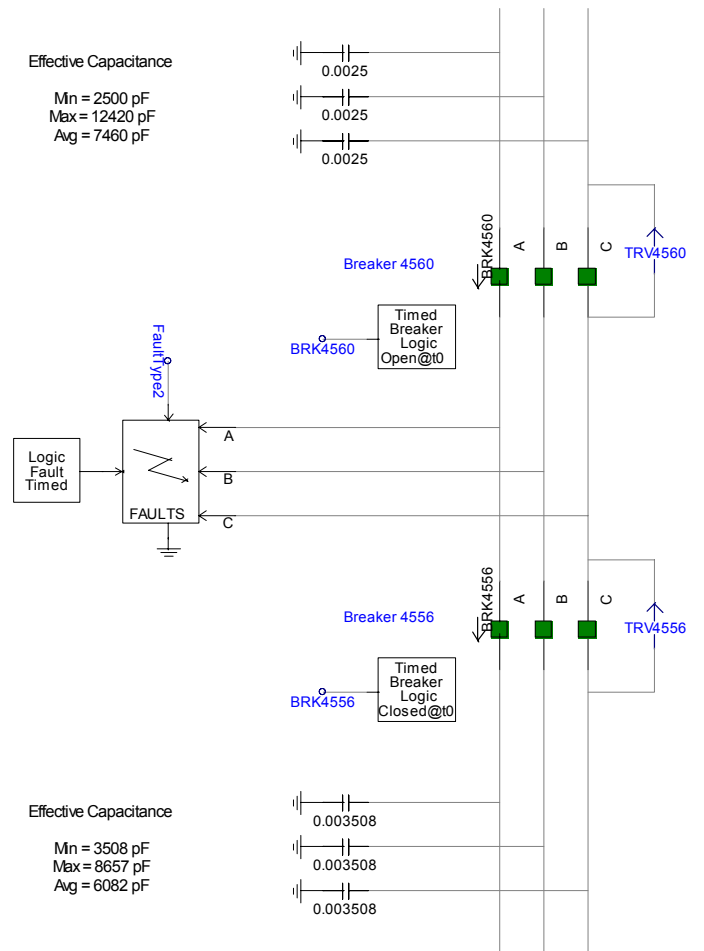 Effective Capacitance
Min = 2500 pF
Max = 12420 pF
Avg = 7460 pF
0.0025
0.0025
0.0025
BRK4560
A
B
C
TRV4560
Breaker 4560
Timed
Breaker
Logic
Open@t0
BRK4560
FaultType2
Logic
Fault
Timed
FAULTS
A
B
C
BRK4556
A
B
C
TRV4556
Breaker 4556
Timed
Breaker
Logic
Closed@t0
BRK4556
Effective Capacitance
Min = 3508 pF
Max = 8657 pF
Avg = 6082 pF
0.003508
0.003508
0.003508